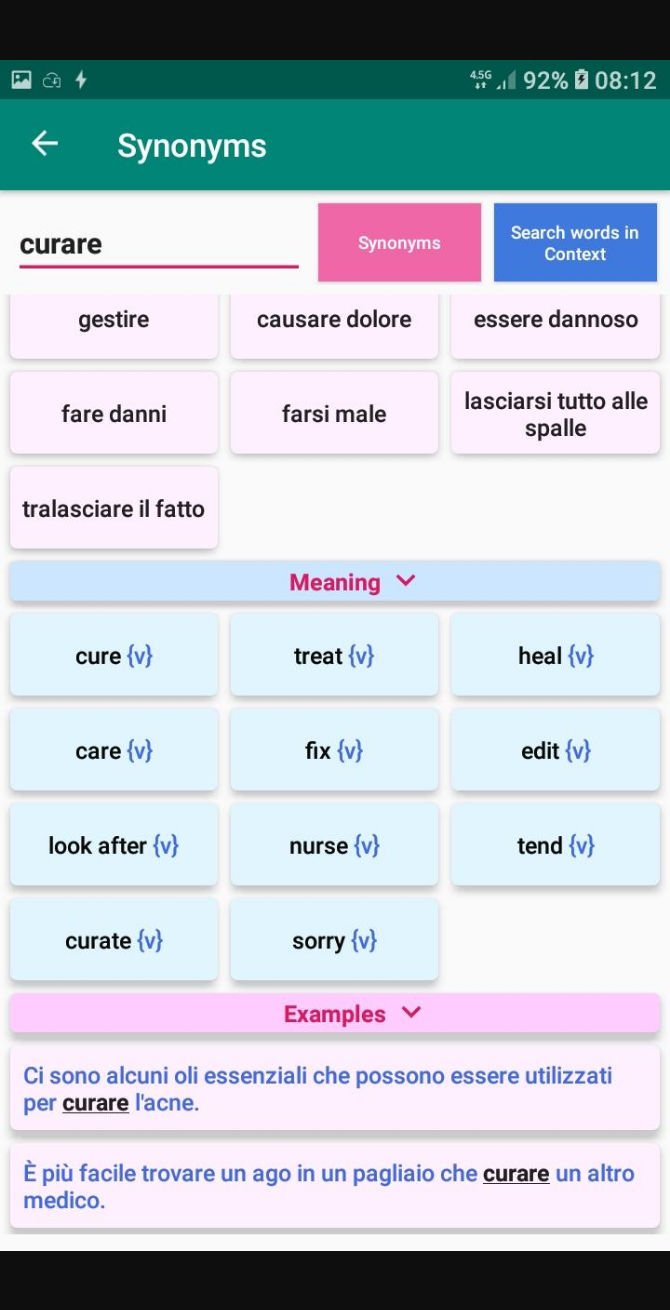 4.5G 92% 08:12
Synonyms
curare Synonyms Search words in
Context
gestire causare dolore essere dannoso
fare danni farsi male lasciarsi tutto alle
spalle
tralasciare il fatto
Meaning
cure {v} treat {v} heal {v}
care {v} fix {v} edit {v}
look after {v} nurse {v} tend {v}
curate {v} sorry {v}
Examples
Ci sono alcuni oli essenziali che possono essere utilizzati
per curare l'acne.
È più facile trovare un ago in un pagliaio che curare un altro
medico.